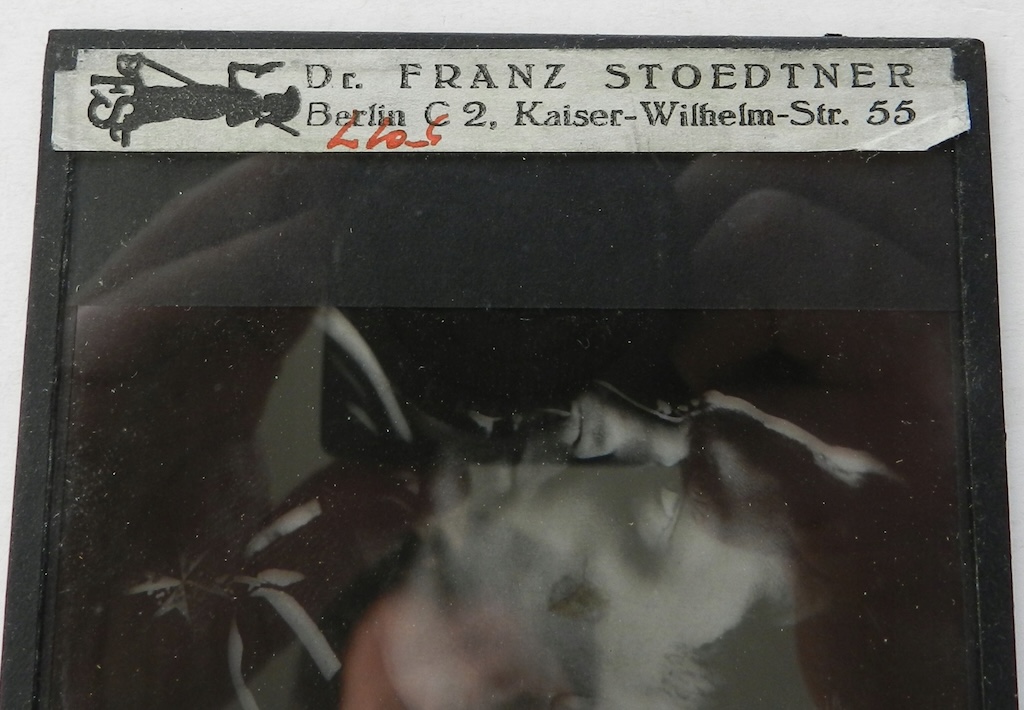 Dr. FRANZ STOEDTNER
Berlin C 2, Kaiser-Wilhelm-Str. 55